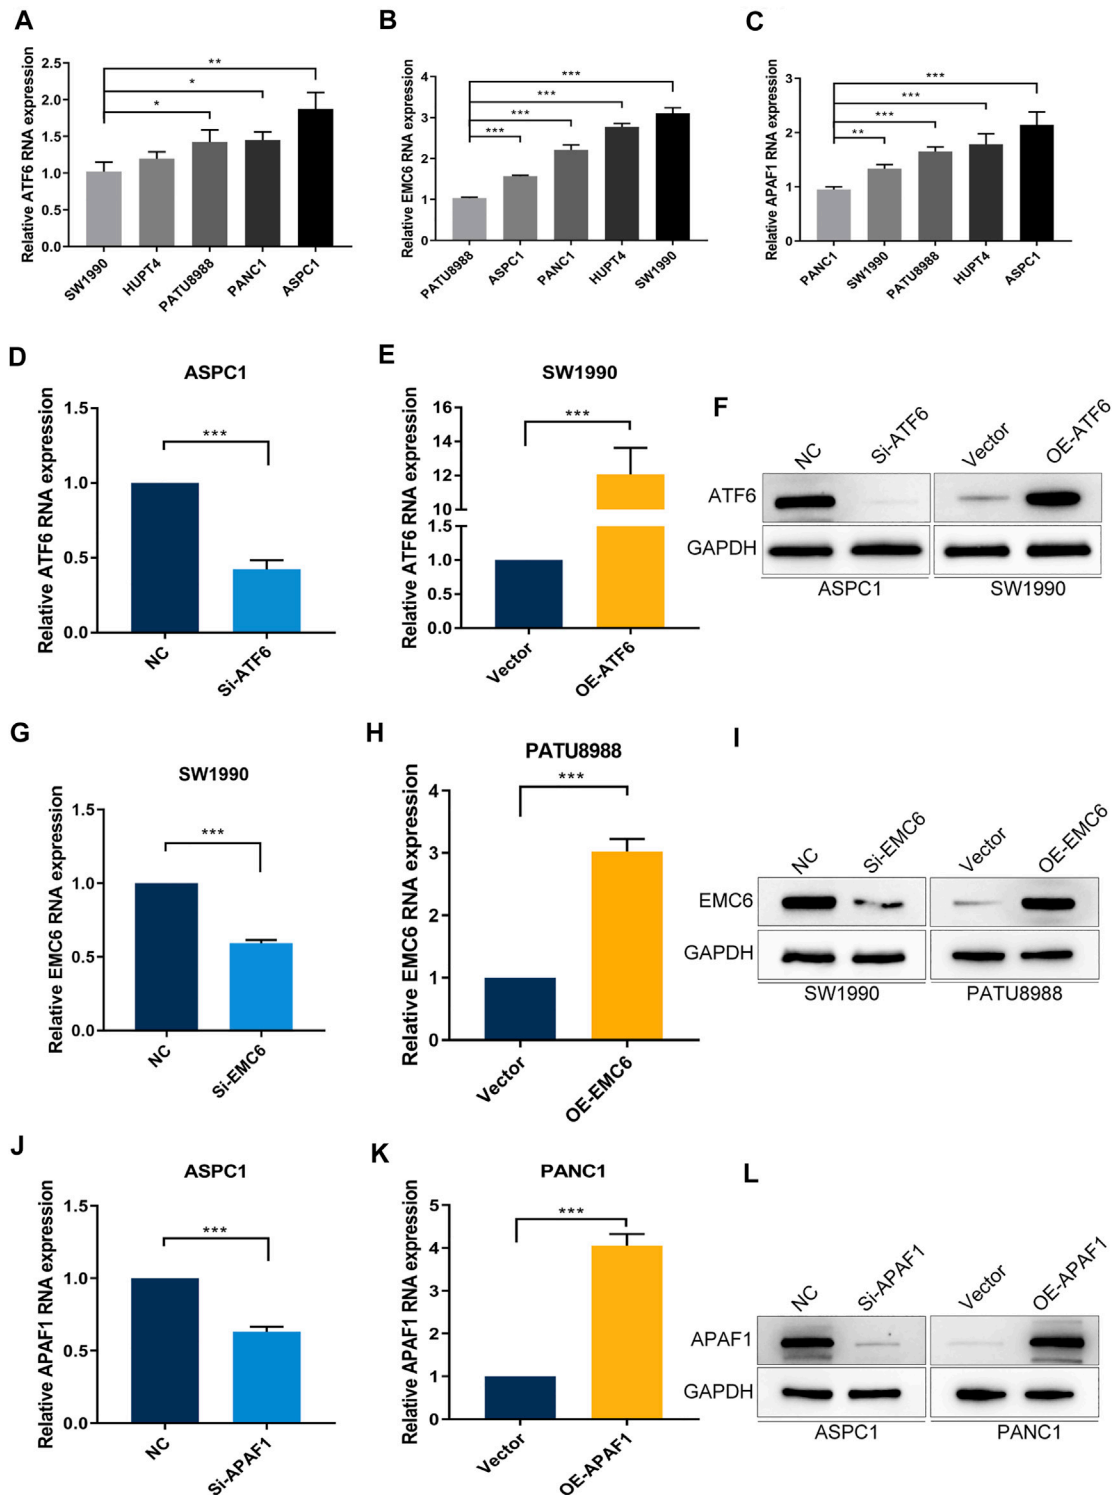 A
Relative ATF6 RNA expression
2.5
2.0
1.5
1.0
0.5
0.0
**
*
*
SW1990
HUPT4
PATU8988
PANC1
ASPC1
B
Relative EMC6 RNA expression
4
3
2
1
0
***
***
***
***
PATU8988
ASPC1
PANC1
HUPT4
SW1990
C
Relative APAF1 RNA expression
3
2
1
0
***
***
***
**
PANC1
SW1990
PATU8988
HUPT4
ASPC1
D
ASPC1
Relative ATF6 RNA expression
1.5
1.0
0.5
0.0
***
NC
Si-ATF6
E
SW1990
Relative ATF6 RNA expression
16
14
12
10
1.5
1.0
0.5
0.0
***
Vector
OE-ATF6
F
NC
Si-ATF6
Vector
OE-ATF6
ATF6
GAPDH
ASPC1
SW1990
G
SW1990
Relative EMC6 RNA expression
1.5
1.0
0.5
0.0
***
NC
Si-EMC6
H
PATU8988
Relative EMC6 RNA expression
4
3
2
1
0
***
Vector
OE-EMC6
I
NC
Si-EMC6
Vector
OE-EMC6
EMC6
GAPDH
SW1990
PATU8988
J
ASPC1
Relative APAF1 RNA expression
1.5
1.0
0.5
0.0
***
NC
Si-APAF1
K
PANC1
Relative APAF1 RNA expression
5
4
3
2
1
0
***
Vector
OE-APAF1
L
NC
Si-APAF1
Vector
OE-APAF1
APAF1
GAPDH
ASPC1
PANC1